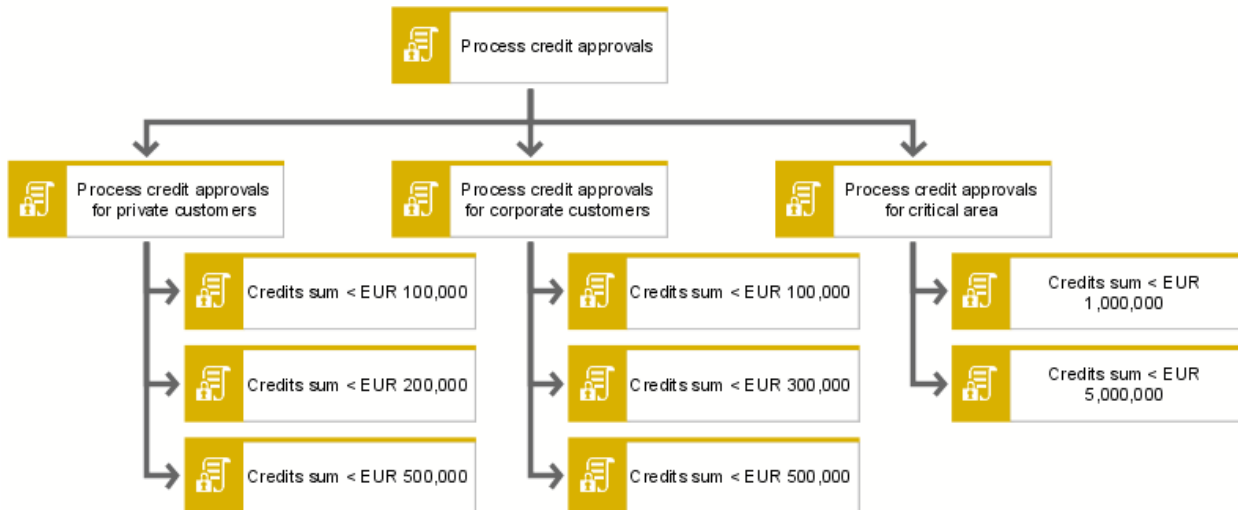 Process credit approvals
Process credit approvals
for private customers
Process credit approvals
for corporate customers
Process credit approvals
for critical area
Credits sum < EUR 100,000
Credits sum < EUR 100,000
Credits sum < EUR
1,000,000
Credits sum < EUR 200,000
Credits sum < EUR 300,000
Credits sum < EUR
5,000,000
Credits sum < EUR 500,000
Credits sum < EUR 500,000